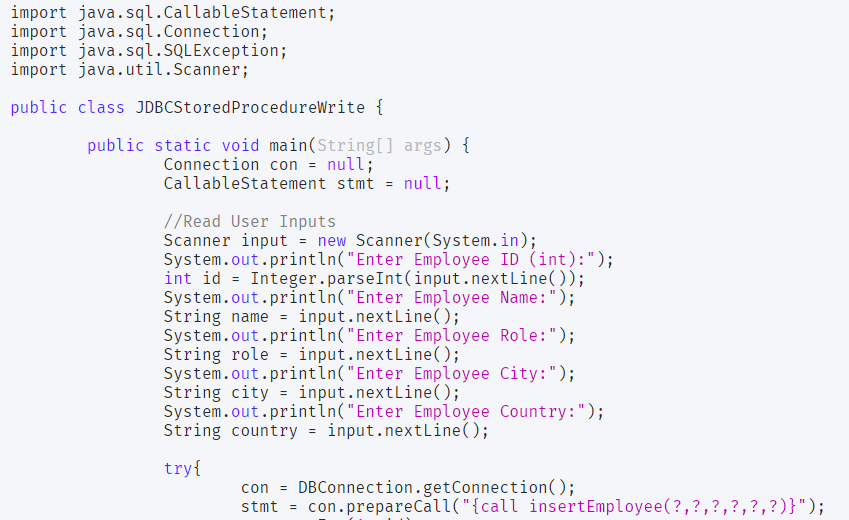 import java.sql.CallableStatement;
import java.sql.Connection;
import java.sql.SQLException;
import java.util.Scanner;
public class JDBCStoredProcedureWrite {
public static void main(String[] args) {
Connection con = null;
CallableStatement stmt = null;
//Read User Inputs
Scanner input = new Scanner(System.in);
System.out.println("Enter Employee ID (int):");
int id = Integer.parseInt(input.nextLine());
System.out.println("Enter Employee Name:");
String name = input.nextLine();
System.out.println("Enter Employee Role:");
String role = input.nextLine();
System.out.println("Enter Employee City:");
String city = input.nextLine();
System.out.println("Enter Employee Country:");
String country = input.nextLine();
try{
con = DBConnection.getConnection();
stmt = con.prepareCall("{call insertEmployee(?,?,?,?,?,?)}");